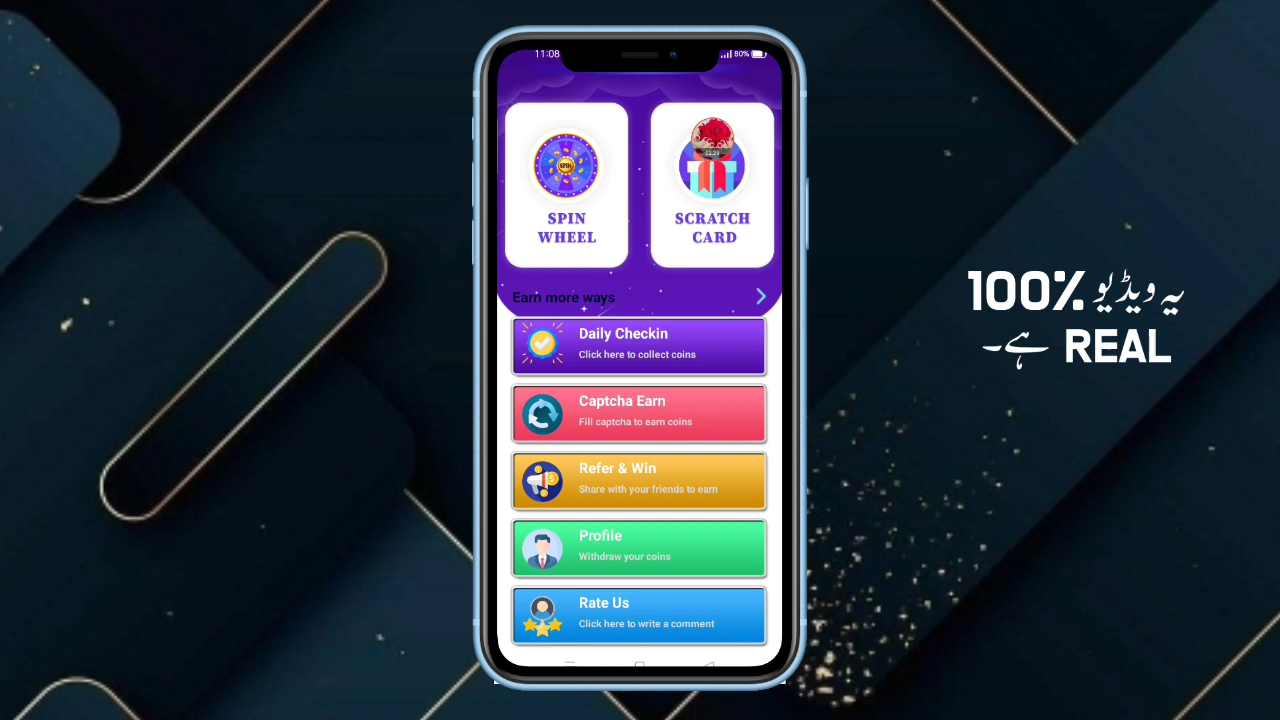 11:08
80%
SPIN
02:29
SPIN
WHEEL
SCRATCH
CARD
Earn more ways
Daily Checkin
Click here to collect coins
Captcha Earn
Fill captcha to earn coins
Refer & Win
Share with your friends to earn
Profile
Withdraw your coins
Rate Us
Click here to write a comment
یہ ویڈیو 100%
REAL ہے۔